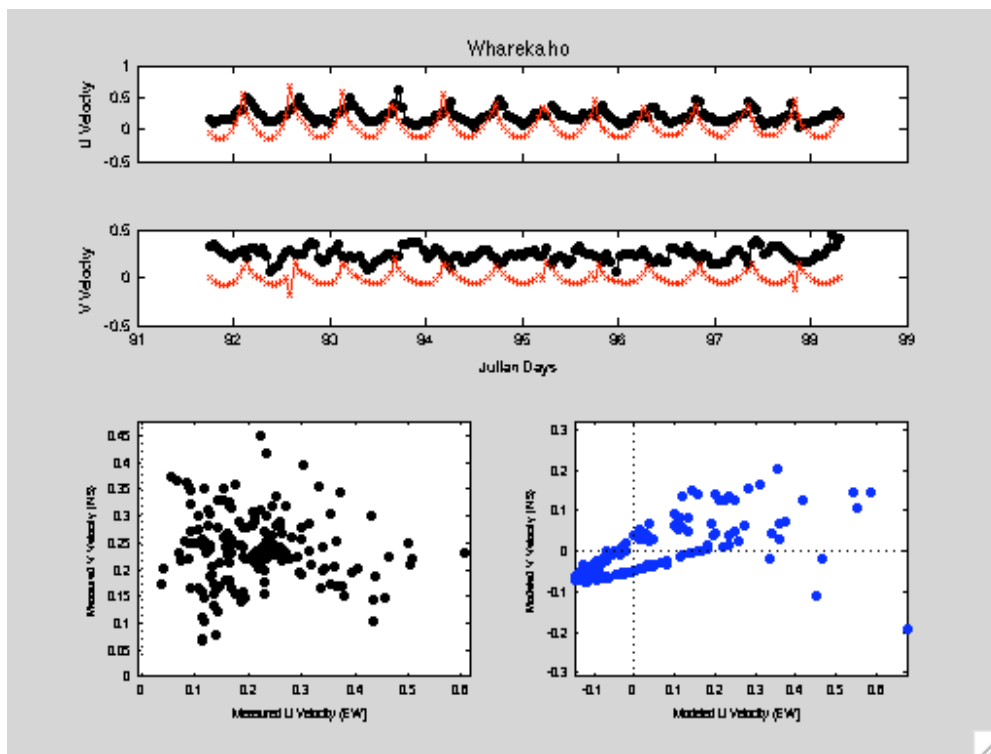 Wharekaho
1
0.5
0
-0.5
U Velocity
0.5
0
-0.5
V Velocity
91 92 93 94 95 96 97 98 99
Julian Days
0.45
0.4
0.35
0.3
0.25
0.2
0.15
0.1
0.05
0
Measured V Velocity (NS)
0 0.1 0.2 0.3 0.4 0.5 0.6
Measured U Velocity (EW)
0.3
0.2
0.1
0
-0.1
-0.2
-0.3
Modeled V Velocity (NS)
-0.1 0 0.1 0.2 0.3 0.4 0.5 0.6
Modeled U Velocity (EW)